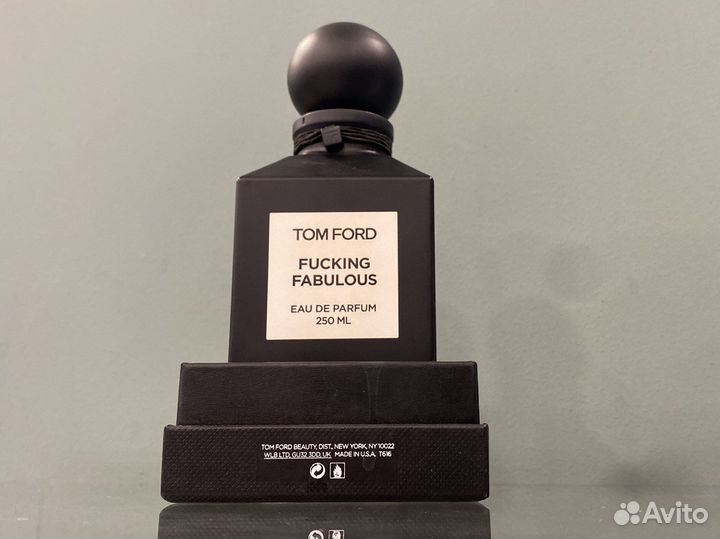 TOM FORD
FUCKING
FABULOUS
EAU DE PARFUM
250 ML
TOM FORD BEAUTY, DIST., NEW YORK, NY 10022
WLB LTD, GU32 3DD, UK MADE IN U.S.A. T616
Avito